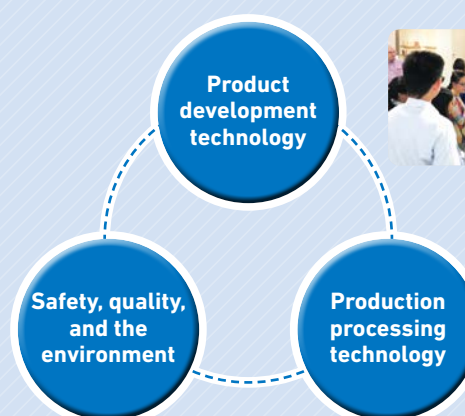 Product
development
technology
Safety, quality,
and the
environment
Production
processing
technology